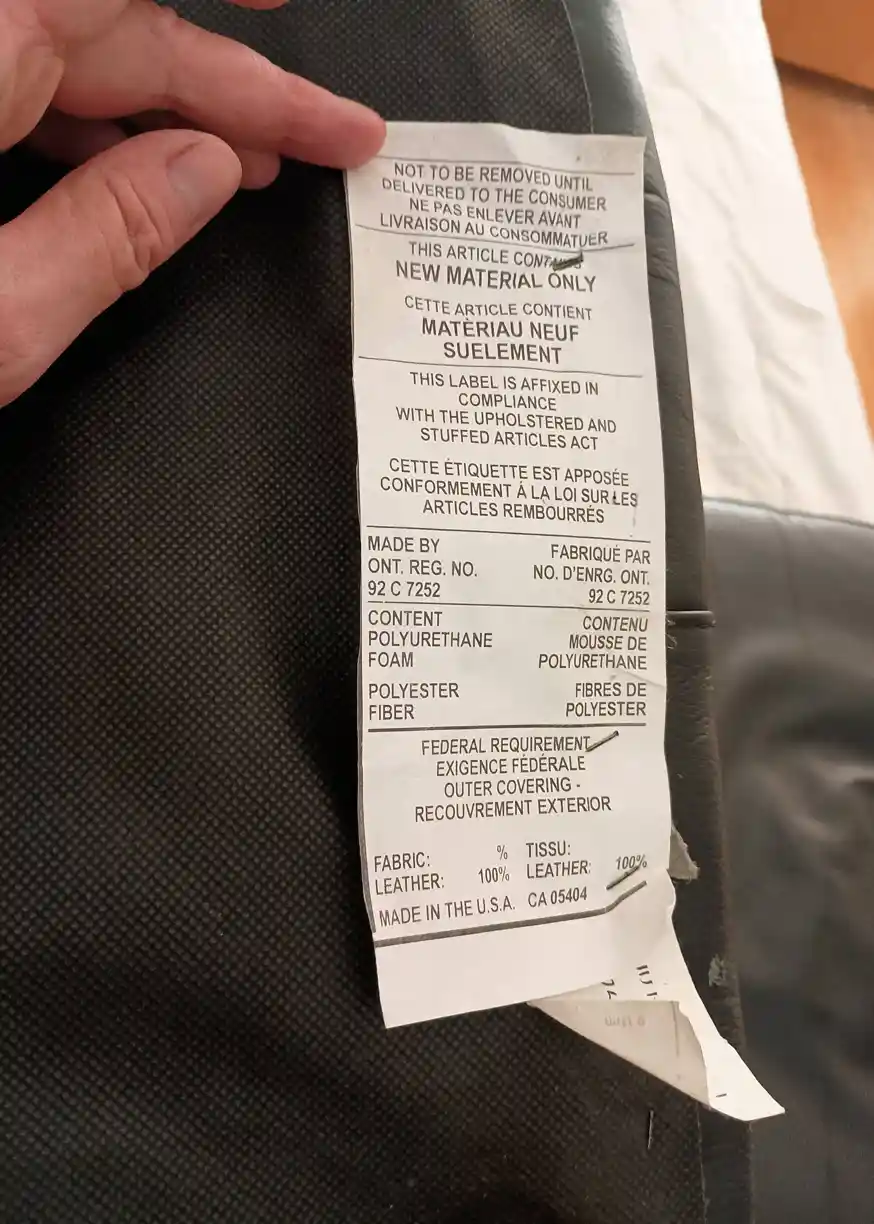 NOT TO BE REMOVED UNTIL
DELIVERED TO THE CONSUMER
NE PAS ENLEVER AVANT
LIVRAISON AU CONSOMMATUER
THIS ARTICLE CONTAINS
NEW MATERIAL ONLY
CETTE ARTICLE CONTIENT
MATÈRIAU NEUF
SUELEMENT
THIS LABEL IS AFFIXED IN
COMPLIANCE
WITH THE UPHOLSTERED AND
STUFFED ARTICLES ACT
CETTE ÉTIQUETTE EST APPOSÉE
CONFORMEMENT À LA LOI SUR LES
ARTICLES REMBOURRÉS
MADE BY FABRIQUÉ PAR
ONT. REG. NO. NO. D'ENRG. ONT.
92 C 7252 92 C 7252
CONTENT CONTENU
POLYURETHANE MOUSSE DE
FOAM POLYURETHANE
POLYESTER FIBRES DE
FIBER POLYESTER
FEDERAL REQUIREMENT
EXIGENCE FÉDÉRALE
OUTER COVERING -
RECOUVREMENT EXTERIOR
FABRIC: % TISSU:
LEATHER: 100% LEATHER: 100%
MADE IN THE U.S.A. CA 05404